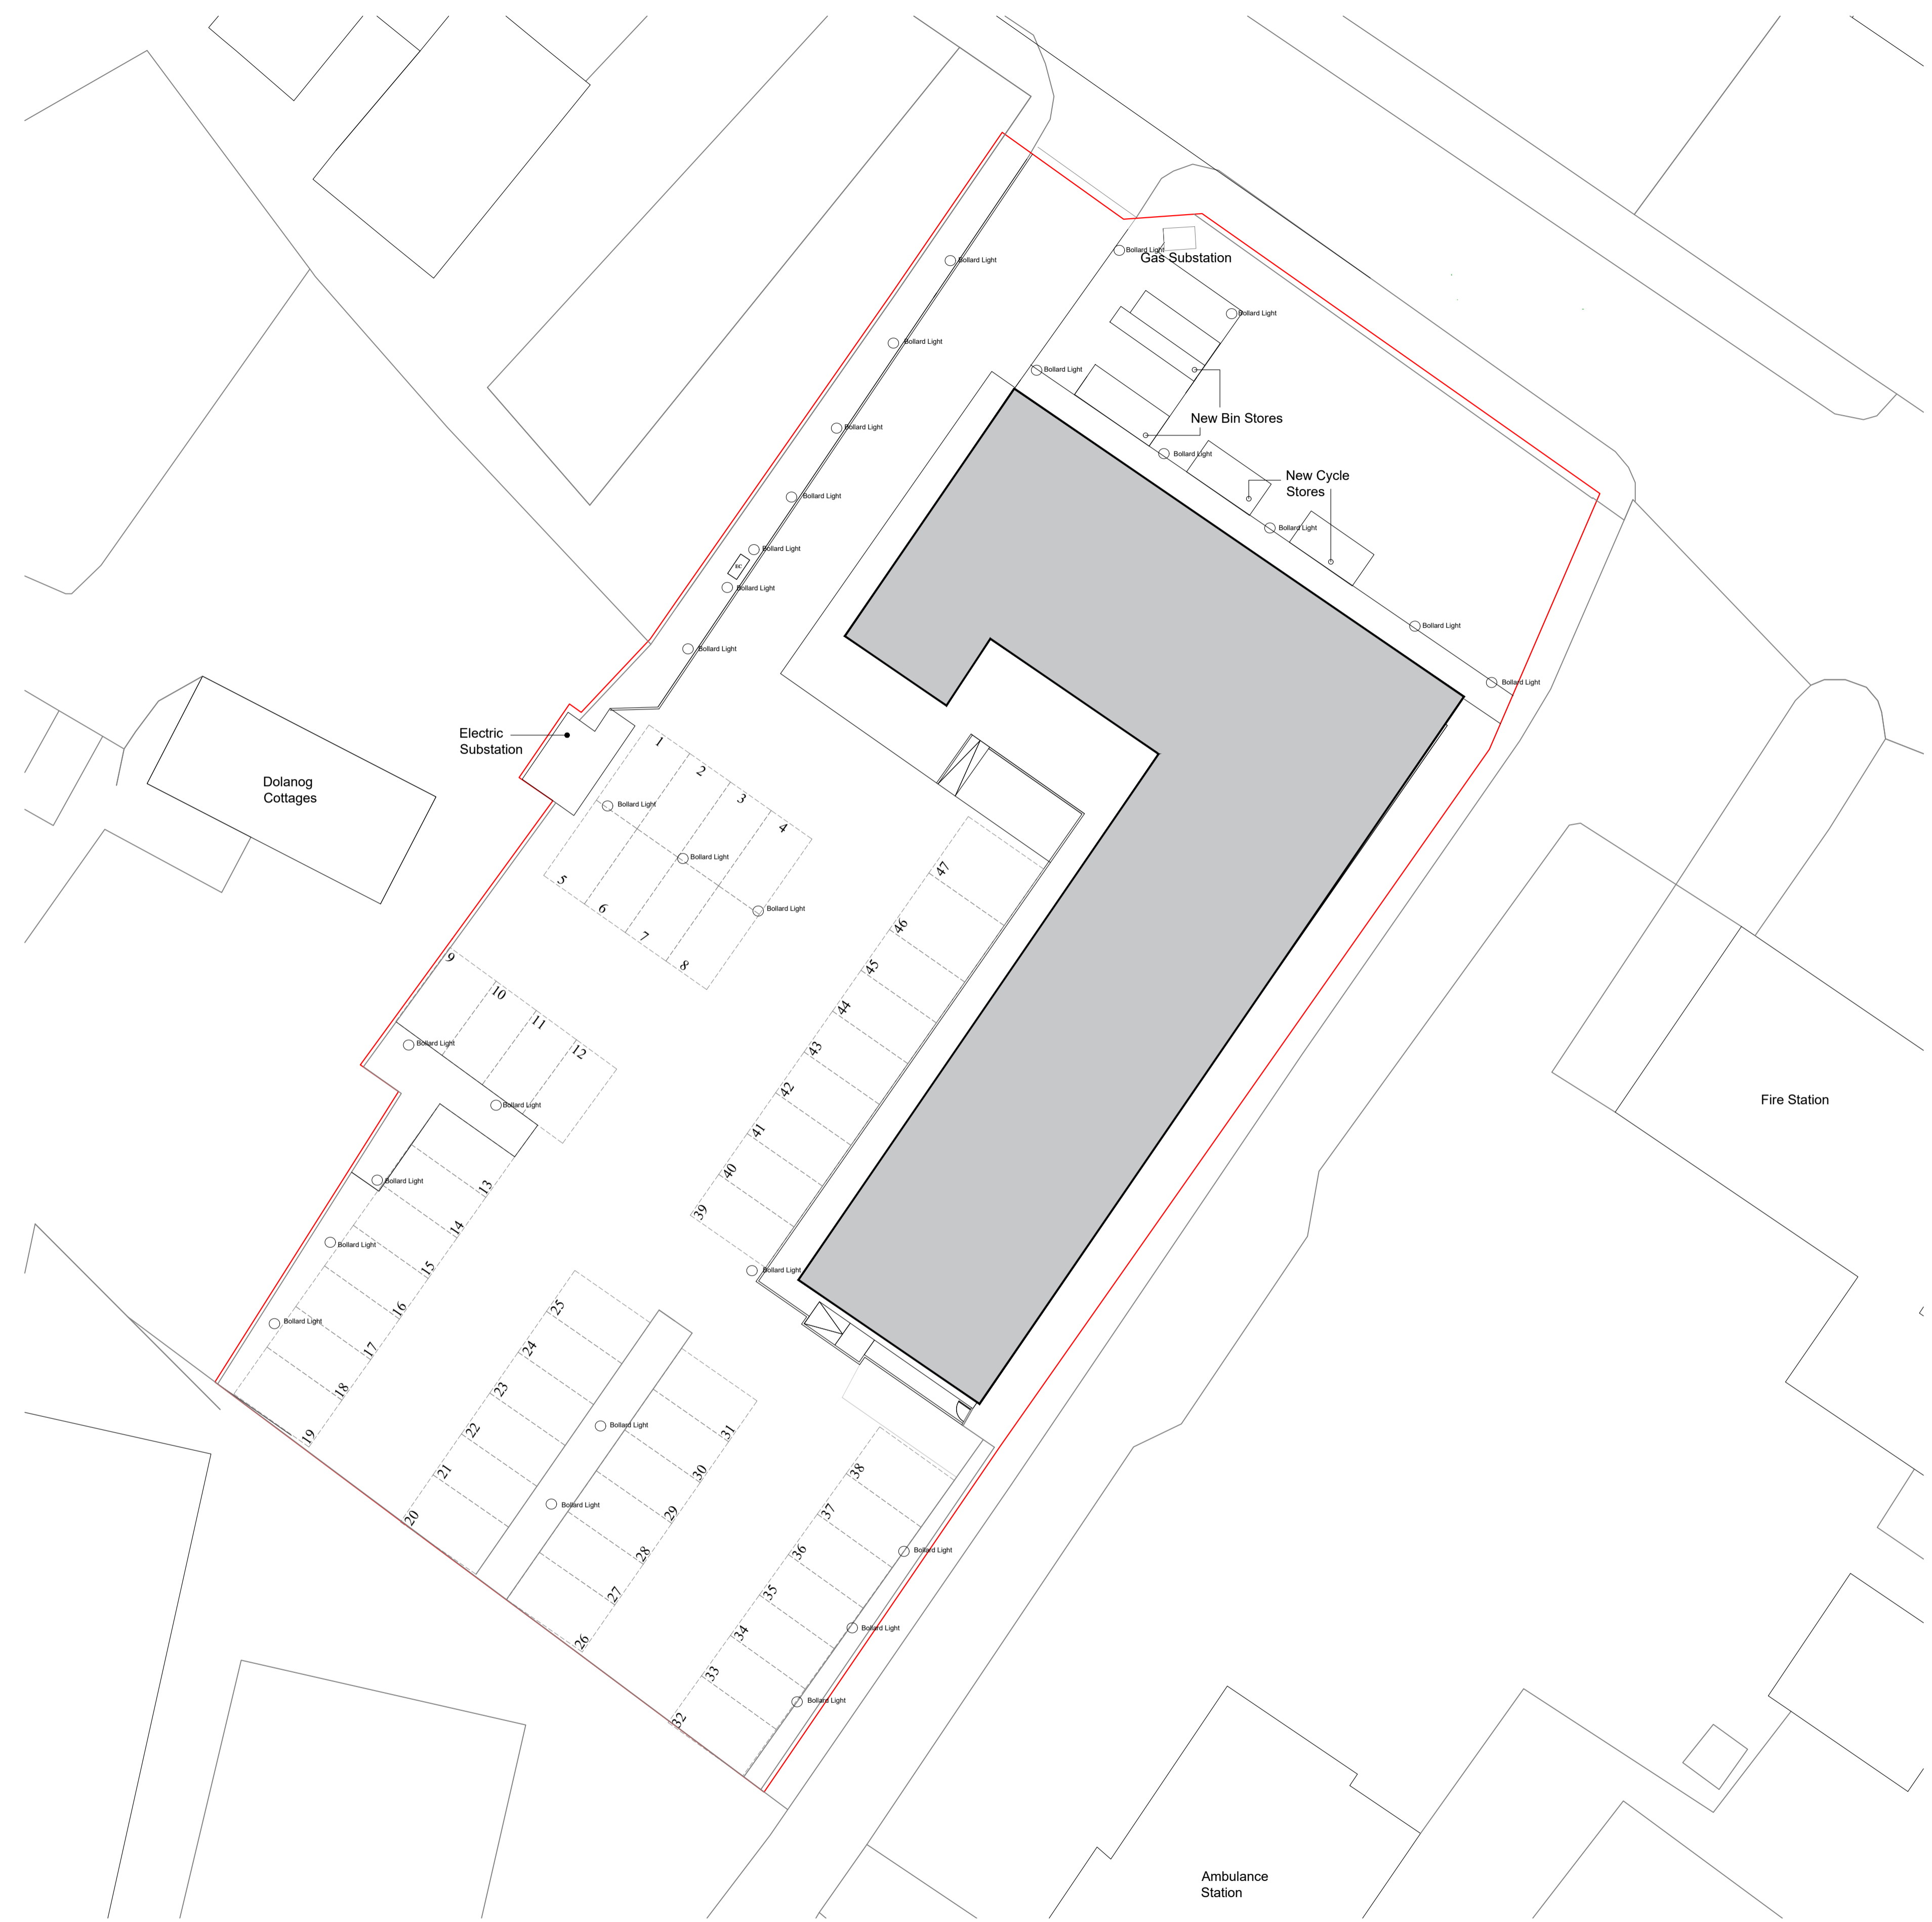 Bollard Light
Gas Substation
Bollard Light
Bollard Light
Bollard Light
Bollard Light
New Bin Stores
Bollard Light
Bollard Light
New Cycle
Stores
Bollard Light
Bollard Light
Bollard Light
EC
Bollard Light
Bollard Light
Bollard Light
Bollard Light
Electric
Substation
1
2
3
4
Dolanog
Cottages
Bollard Light
Bollard Light
Bollard Light
5
6
7
8
47
46
45
44
43
42
41
40
39
9
10
11
12
Bollard Light
Bollard Light
Fire Station
Bollard Light
13
14
15
16
17
18
19
Bollard Light
Bollard Light
Bollard Light
25
24
23
22
21
20
Bollard Light
Bollard Light
31
30
29
28
27
26
38
37
36
35
34
33
32
Bollard Light
Bollard Light
Bollard Light
Ambulance
Station